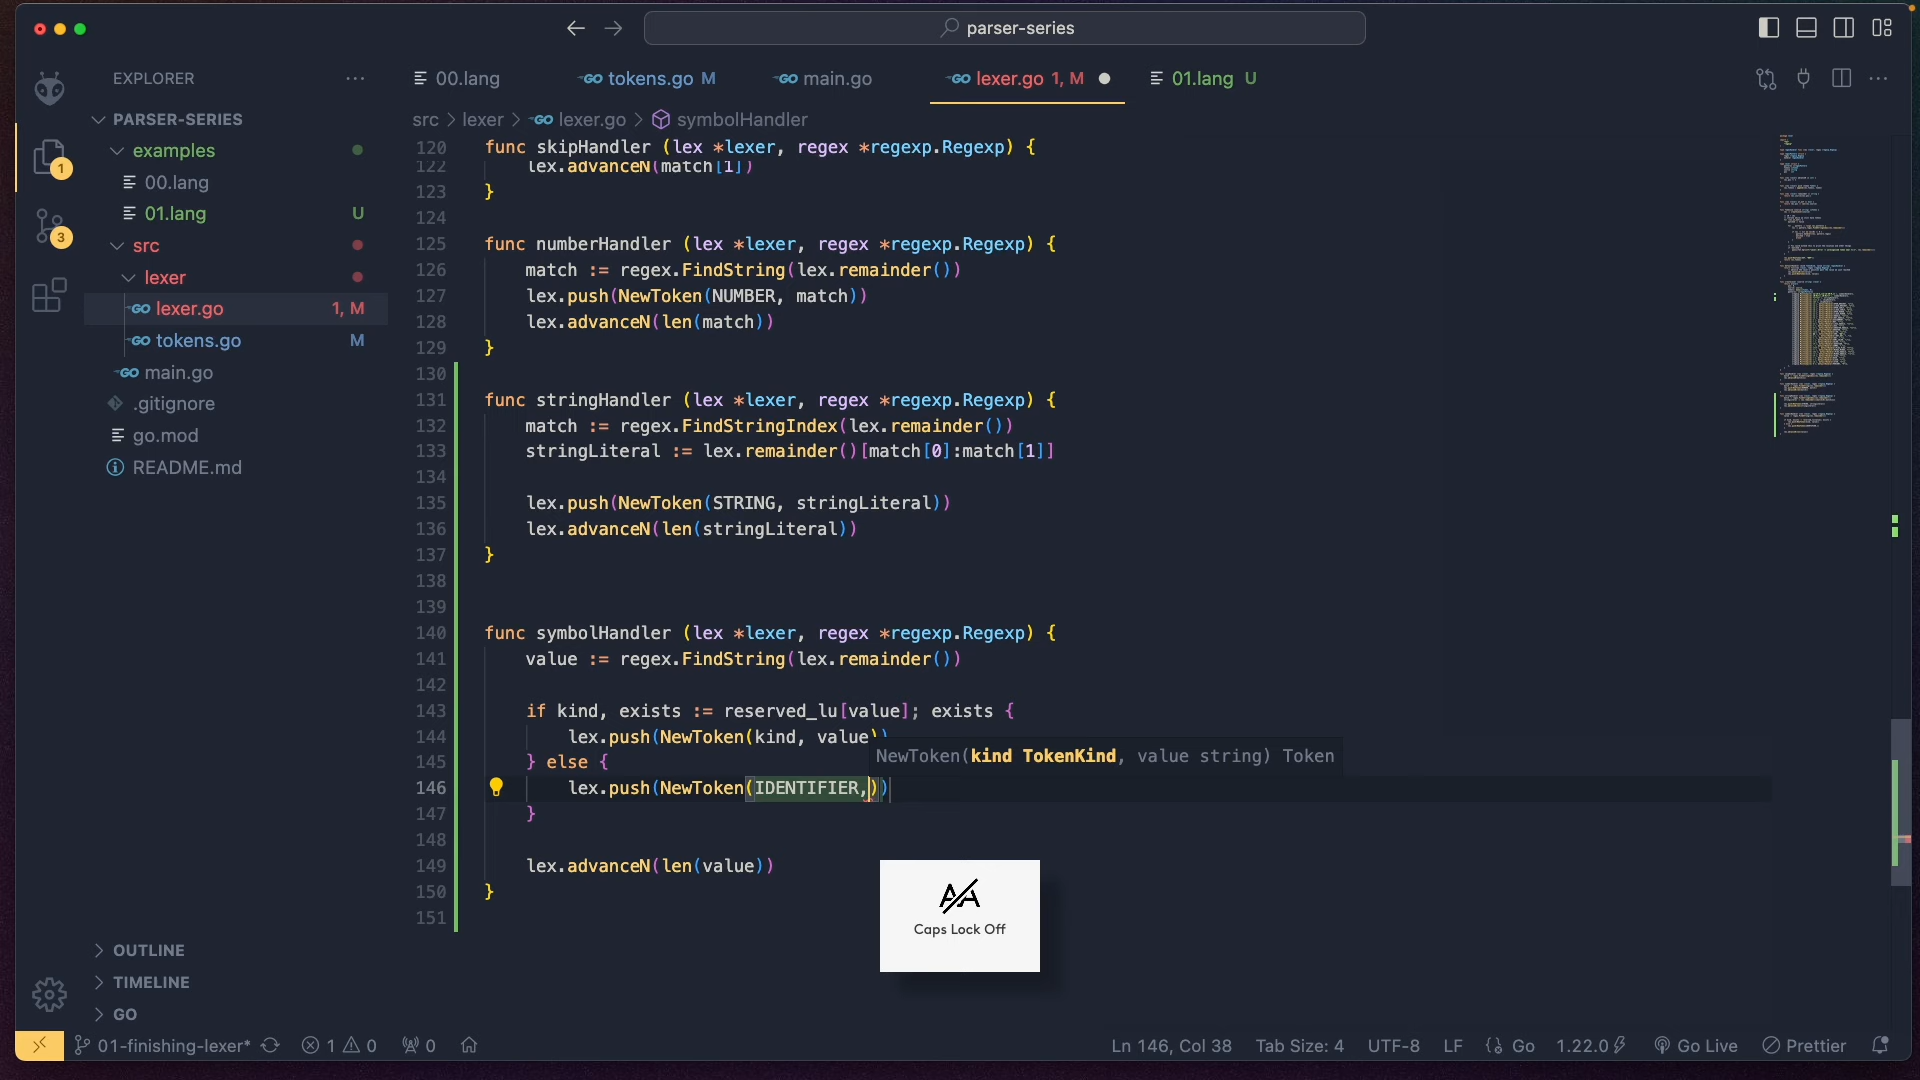 parser-series
EXPLORER
00.lang
GO tokens.go M
GO main.go
GO lexer.go 1, M
01.lang U
PARSER-SERIES
examples
00.lang
01.lang U
src
lexer
GO lexer.go 1, M
GO tokens.go M
GO main.go
.gitignore
go.mod
README.md
OUTLINE
TIMELINE
GO
1
3
src > lexer > GO lexer.go > symbolHandler
120 func skipHandler (lex *lexer, regex *regexp.Regexp) {
122 lex.advanceN(match[1])
123 }
124
125 func numberHandler (lex *lexer, regex *regexp.Regexp) {
126 match := regex.FindString(lex.remainder())
127 lex.push(NewToken(NUMBER, match))
128 lex.advanceN(len(match))
129 }
130
131 func stringHandler (lex *lexer, regex *regexp.Regexp) {
132 match := regex.FindStringIndex(lex.remainder())
133 stringLiteral := lex.remainder()[match[0]:match[1]]
134
135 lex.push(NewToken(STRING, stringLiteral))
136 lex.advanceN(len(stringLiteral))
137 }
138
139
140 func symbolHandler (lex *lexer, regex *regexp.Regexp) {
141 value := regex.FindString(lex.remainder())
142
143 if kind, exists := reserved_lu[value]; exists {
144 lex.push(NewToken(kind, value))
NewToken(kind TokenKind, value string) Token
145 } else {
146 lex.push(NewToken(IDENTIFIER,))
147 }
148
149 lex.advanceN(len(value))
150 }
151
Caps Lock Off
01-finishing-lexer* 1 0 0 Ln 146, Col 38 Tab Size: 4 UTF-8 LF Go 1.22.0 Go Live Prettier